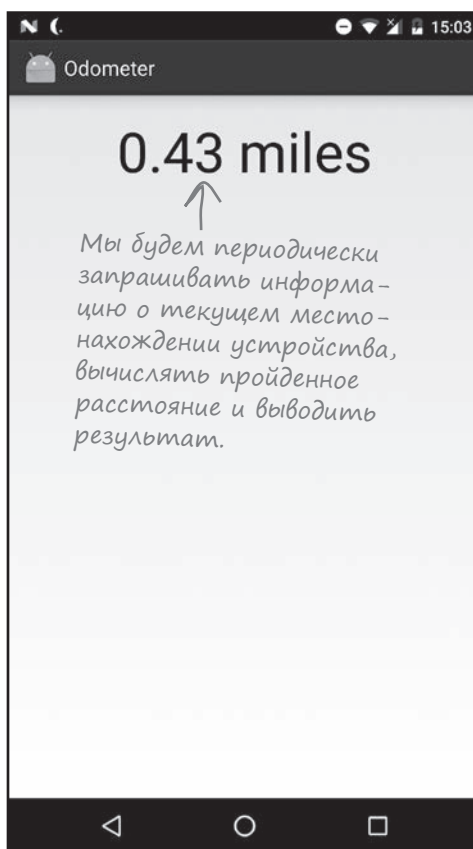 15:03
Odometer
0.43 miles
Мы будем периодически
запрашивать информа-
цию о текущем место-
нахождении устройства,
вычислять пройденное
расстояние и выводить
результат.